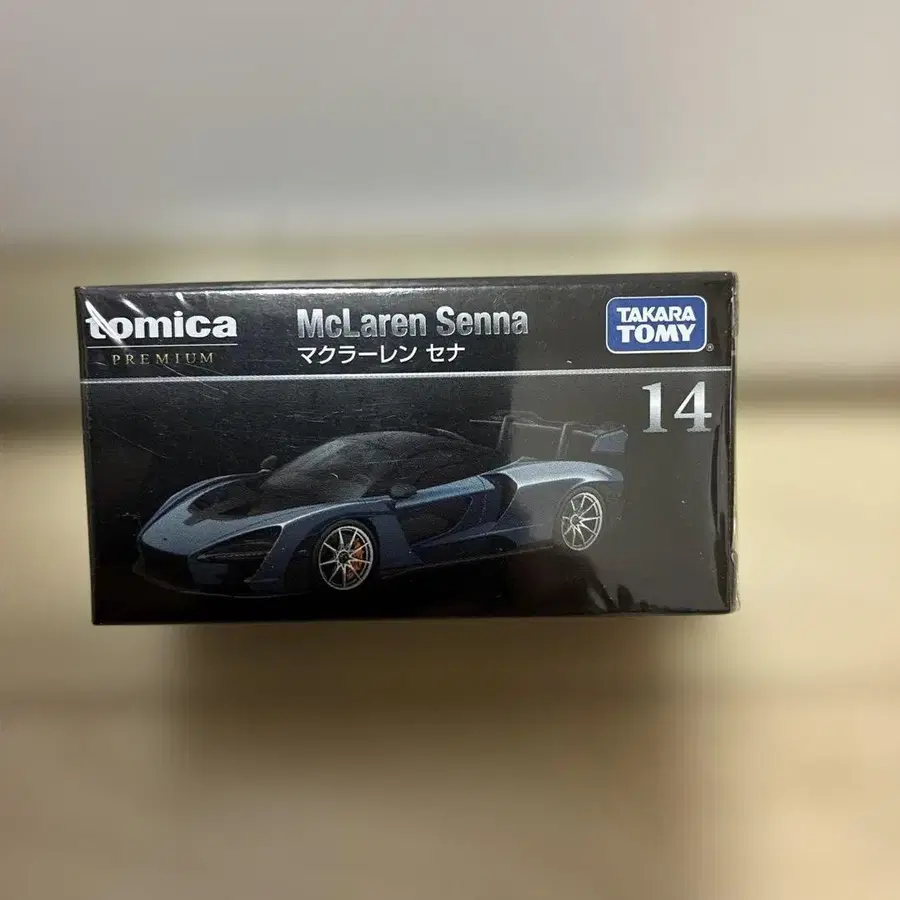 tomica
PREMIUM
McLaren Senna
マクラーレン セナ
TAKARA
TOMY
®
14